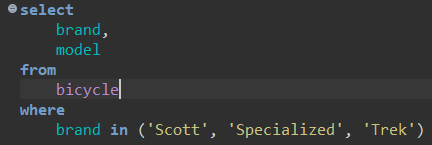 select
brand,
model
from
bicycle
where
brand in ('Scott', 'Specialized', 'Trek')